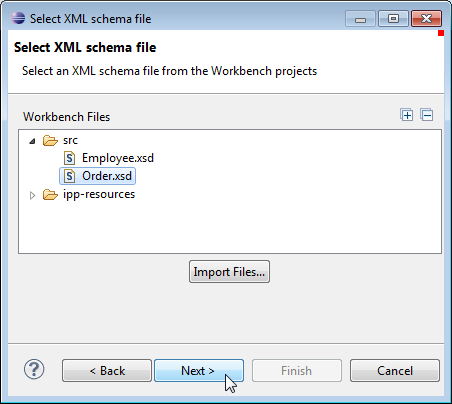 Select XML schema file
Select XML schema file
Select an XML schema file from the Workbench projects
Workbench Files
src
Employee.xsd
Order.xsd
ipp-resources
Import Files...
? < Back Next > Finish Cancel